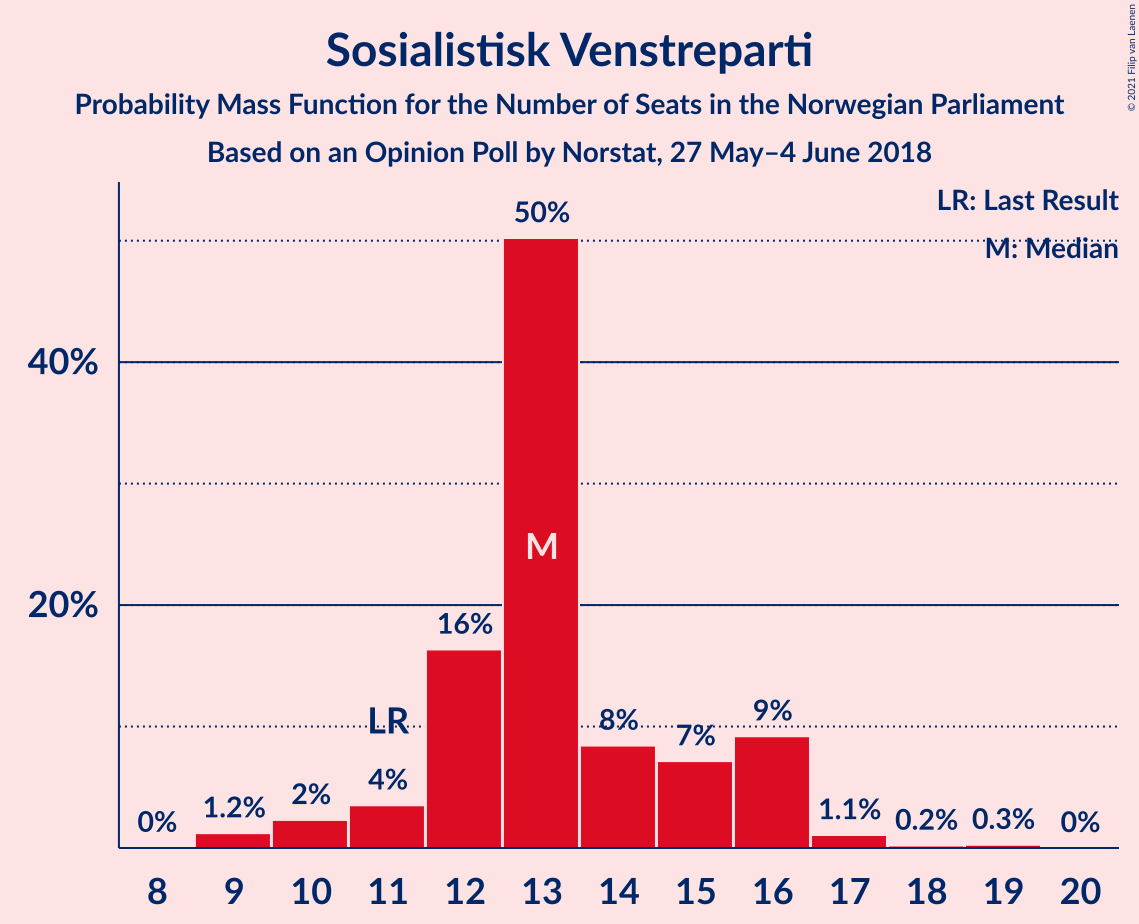 Sosialistisk Venstreparti
Probability Mass Function for the Number of Seats in the Norwegian Parliament
Based on an Opinion Poll by Norstat, 27 May–4 June 2018
© 2021 Filip van Laenen
LR: Last Result
M: Median
50%
40%
M
20%
16%
LR
8%
7%
9%
4%
0%
1.2%
2%
1.1%
0.2%
0.3%
0%
8 9 10 11 12 13 14 15 16 17 18 19 20